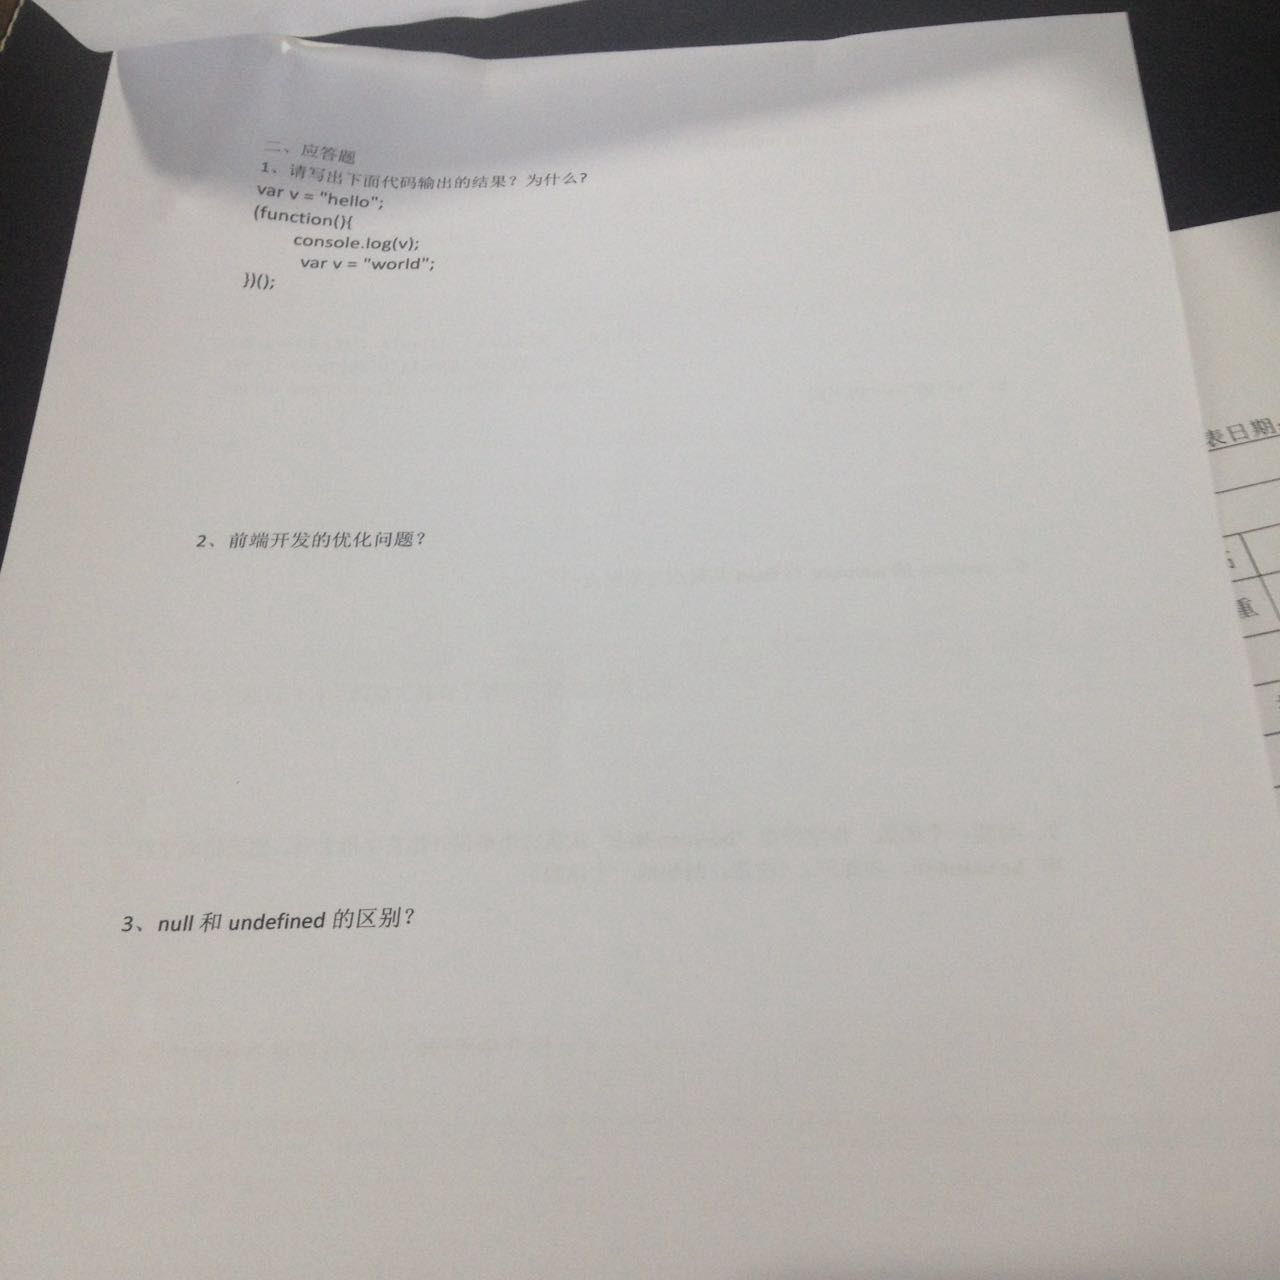 二、应答题
1、请写出下面代码输出的结果？为什么?
var v = "hello";
(function(){
console.log(v);
var v = "world";
})();
2、前端开发的优化问题？
3、null 和 undefined 的区别？
表日期
重